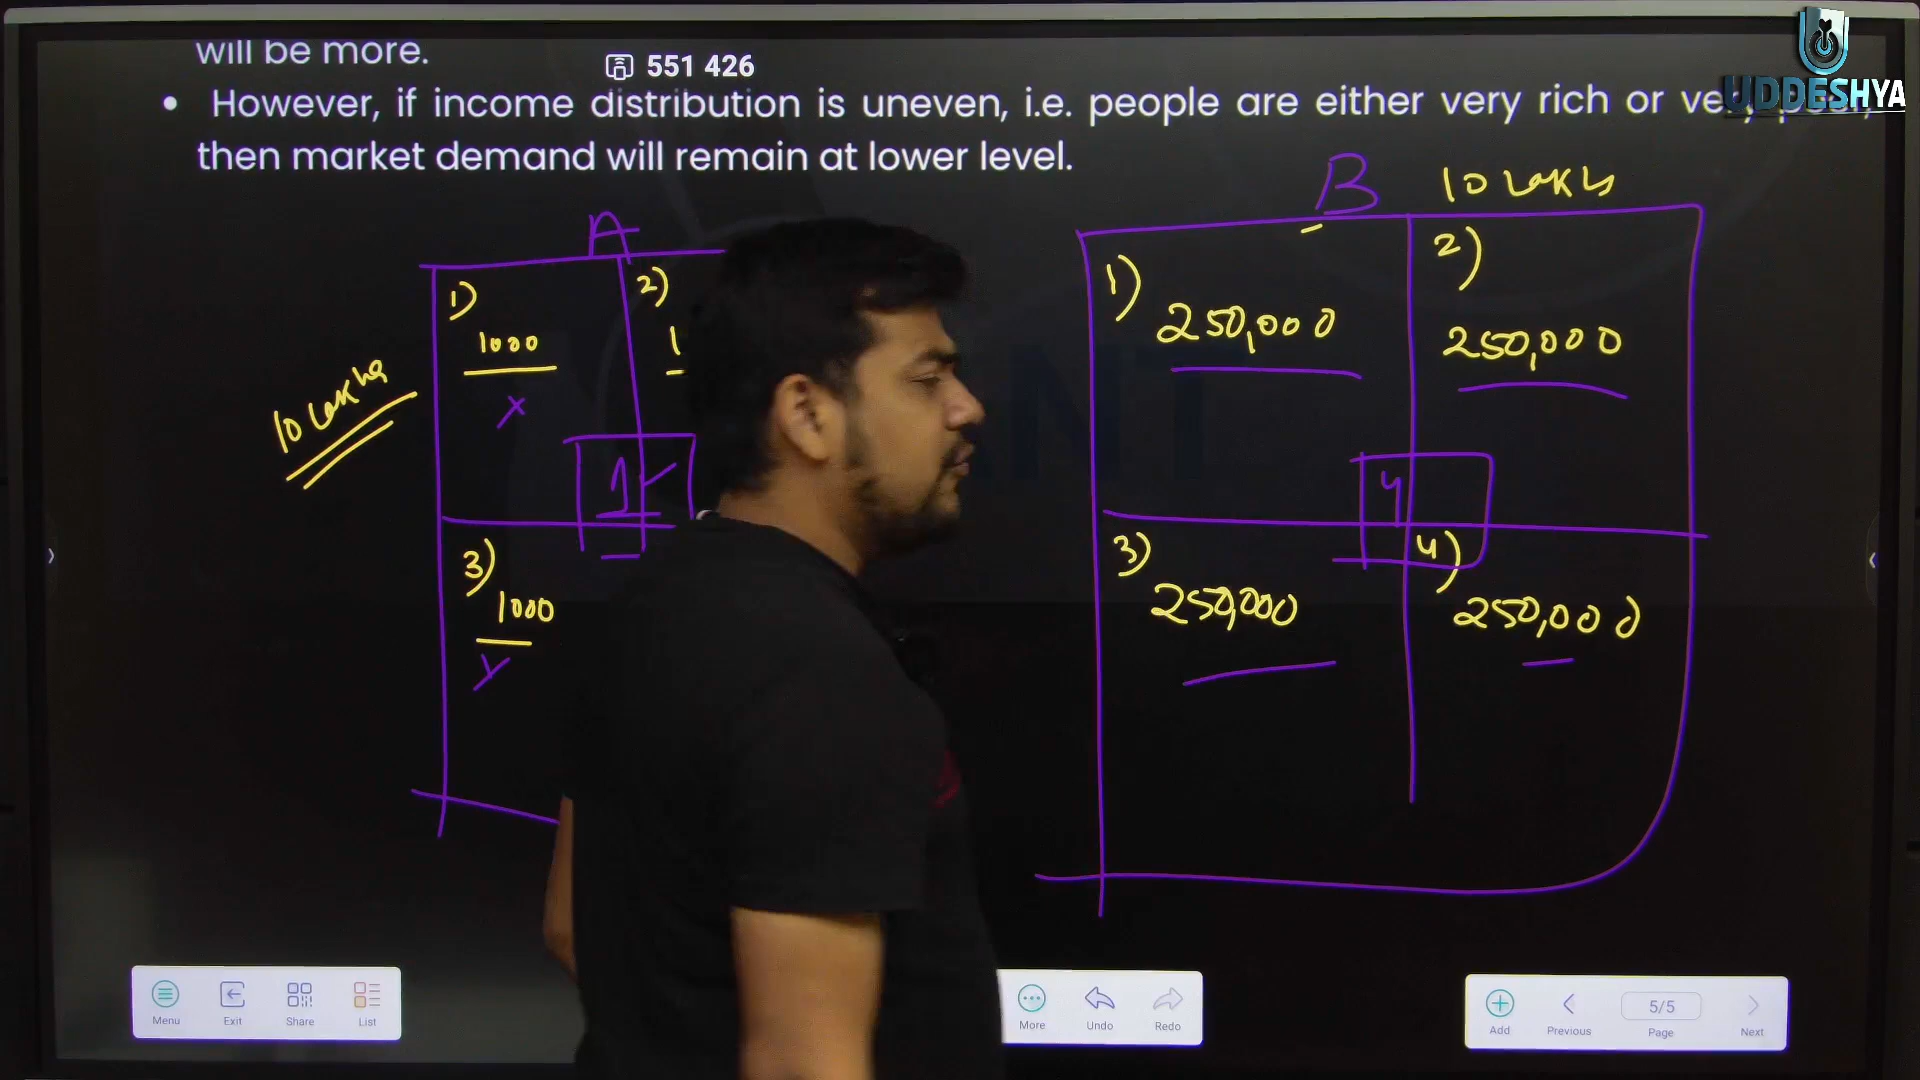 will be more.
551 426
UDDESHYA
• However, if income distribution is uneven, i.e. people are either very rich or
then market demand will remain at lower level.
A
1)
1000
x
2)
10 Lakhs
1
3)
1000
B
10 Lakhs
1)
250,000
2)
250,000
4
3)
250,000
4)
250,000
Menu
Exit
Share
List
More
Undo
Redo
Add
Previous
5/5
Page
Next